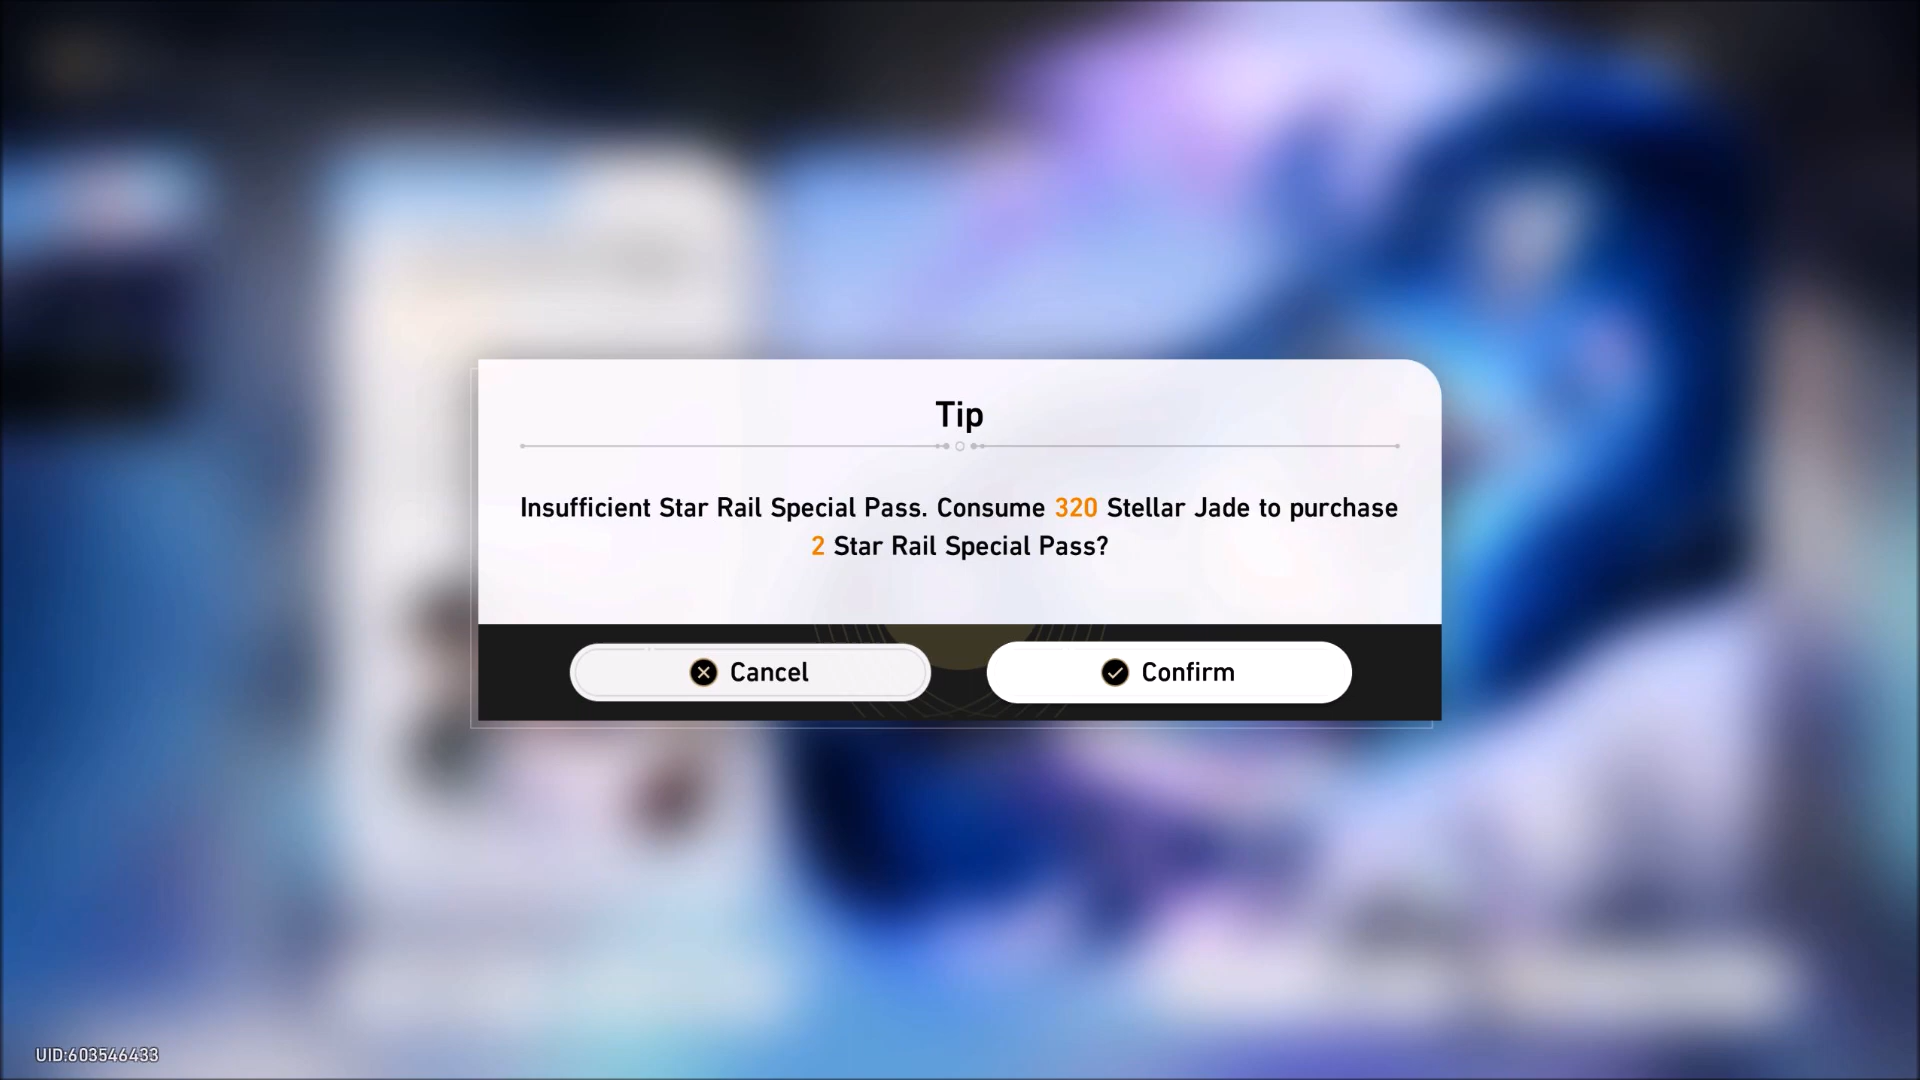 Tip
Insufficient Star Rail Special Pass. Consume 320 Stellar Jade to purchase
2 Star Rail Special Pass?
Cancel
Confirm
UID:603546433